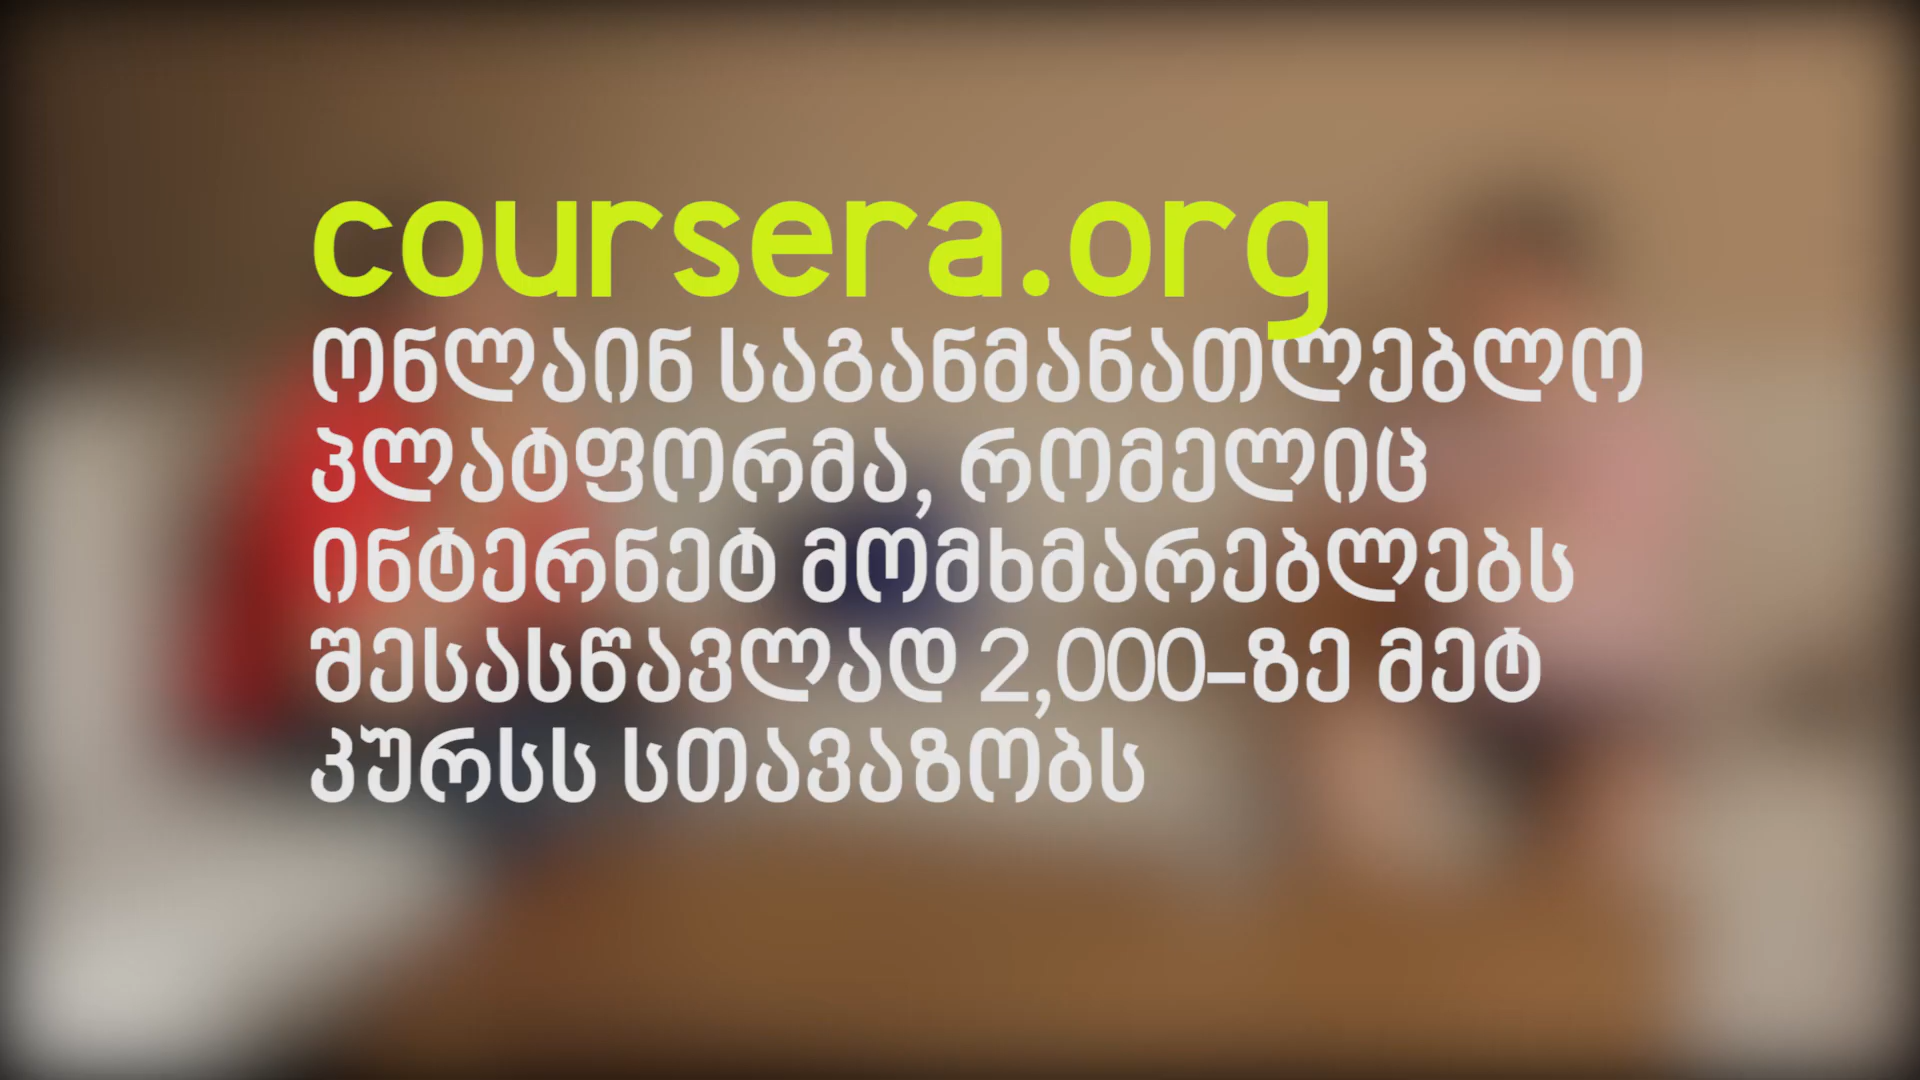 coursera.org
ონლაინ საგანმანათლებლო
პლატფორმა, რომელიც
ინტერნეტ მომხმარებლებს
შესასწავლად 2,000-ზე მეტ
კურსს სთავაზობს